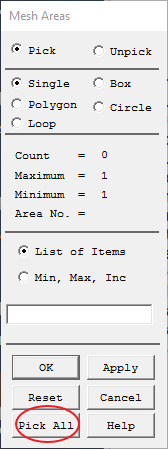 Mesh Areas
Pick Unpick
Single Box
Polygon Circle
Loop
Count = 0
Maximum = 1
Minimum = 1
Area No. =
List of Items
Min, Max, Inc
OK Apply
Reset Cancel
Pick All Help